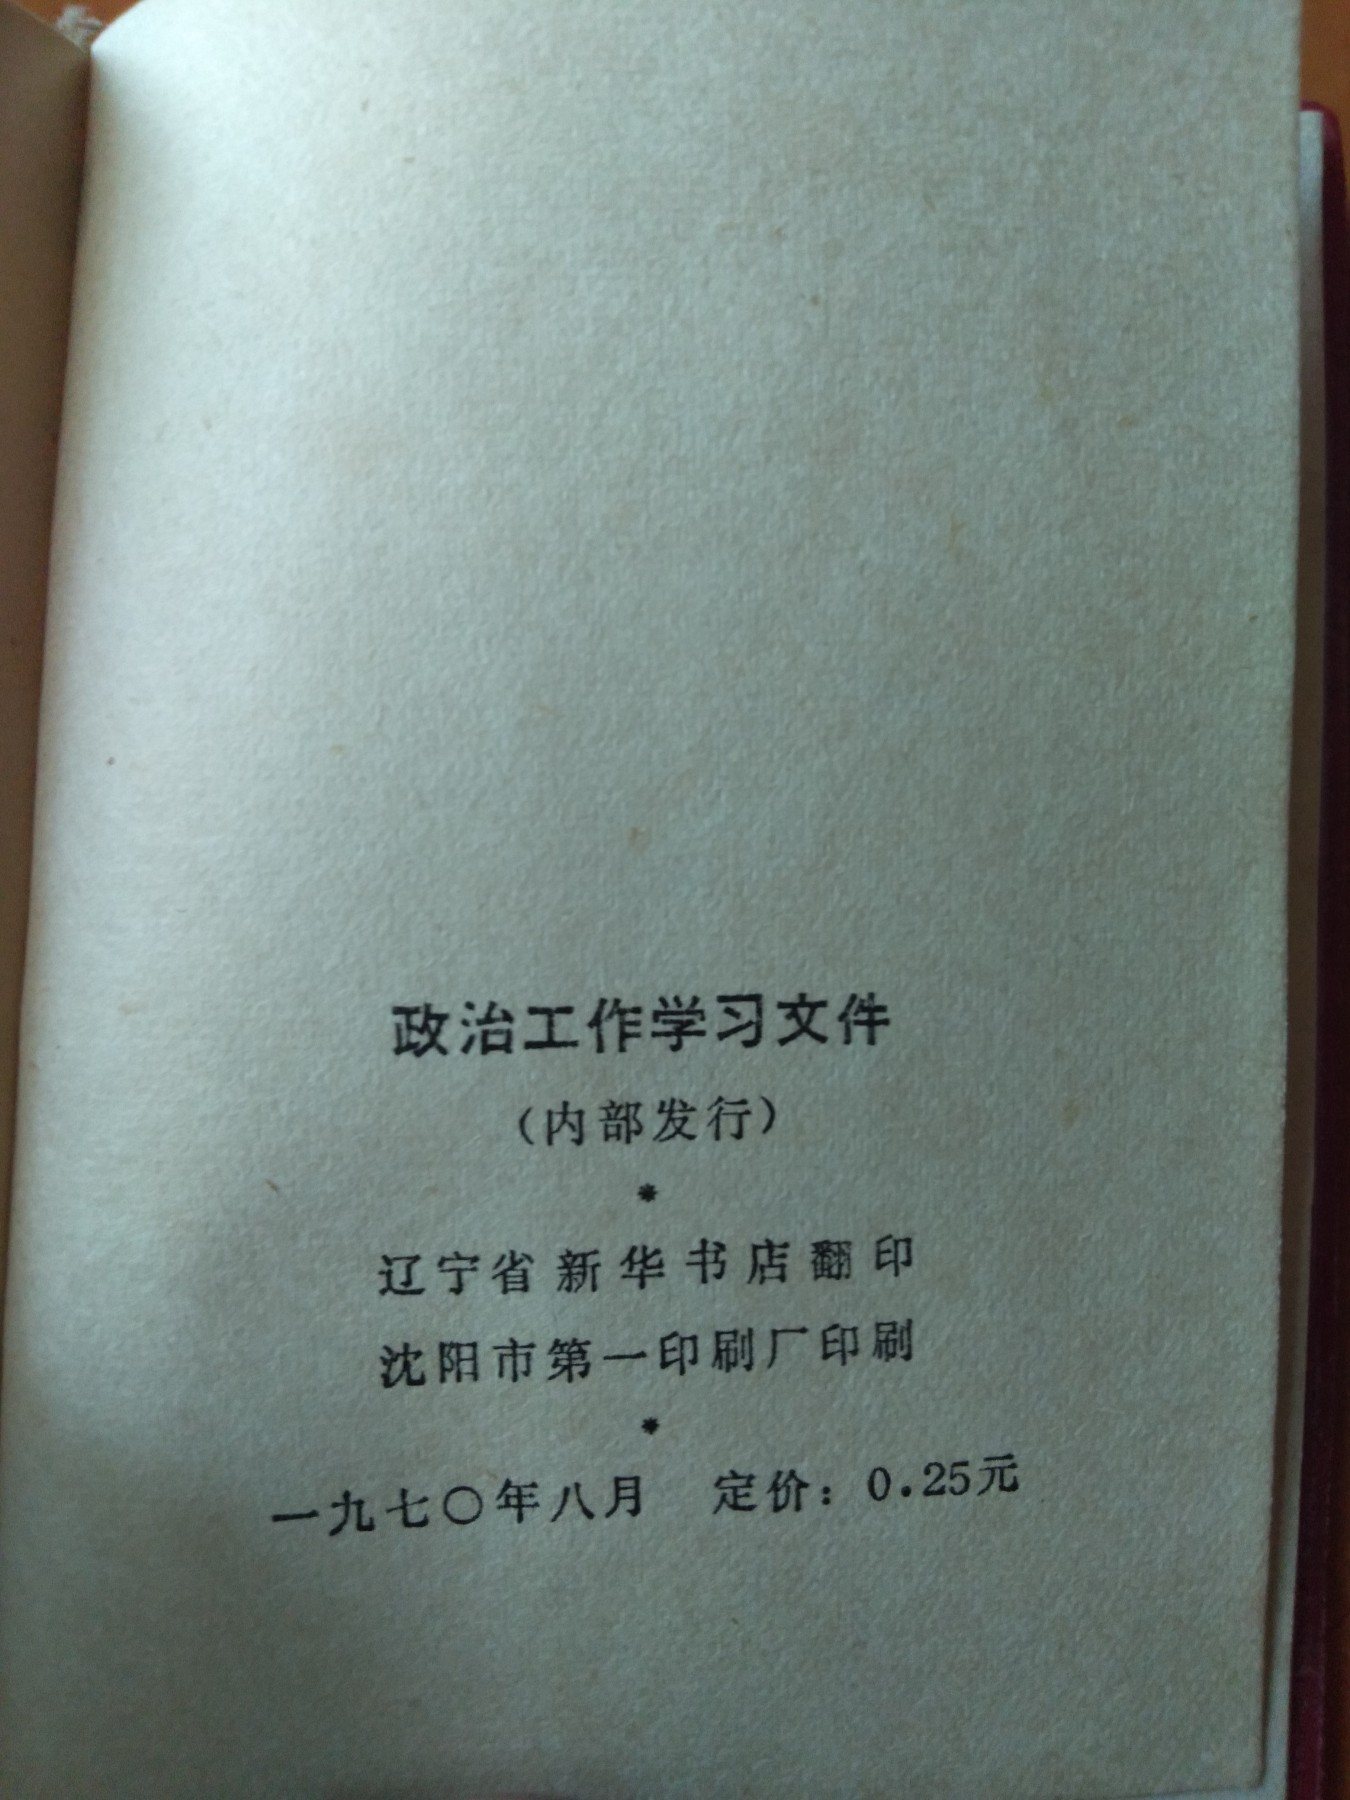 政治工作学习文件
（内部发行）
*
辽宁省新华书店翻印
沈阳市第一印刷厂印刷
*
一九七〇年八月 定价：0.25元